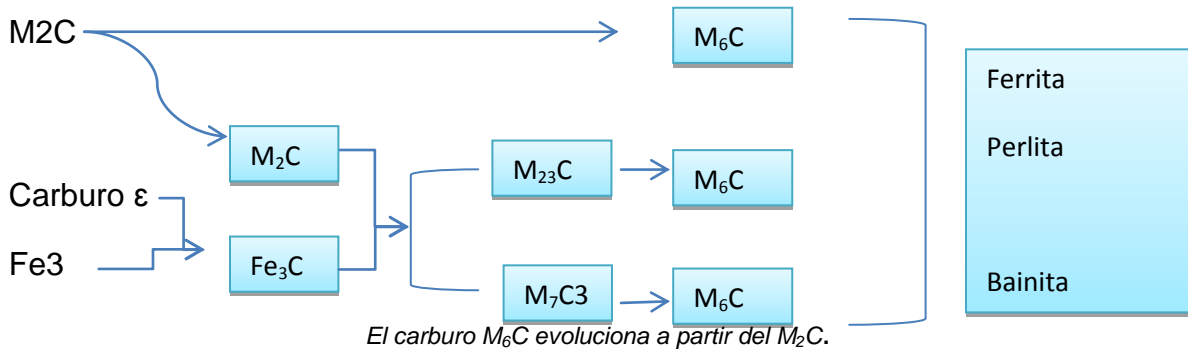 M2C
M₆C
M₂C
M₂₃C
M₆C
Carburo ε
Fe3
Fe₃C
M₇C3
M₆C
Ferrita
Perlita
Bainita
El carburo M₆C evoluciona a partir del M₂C.